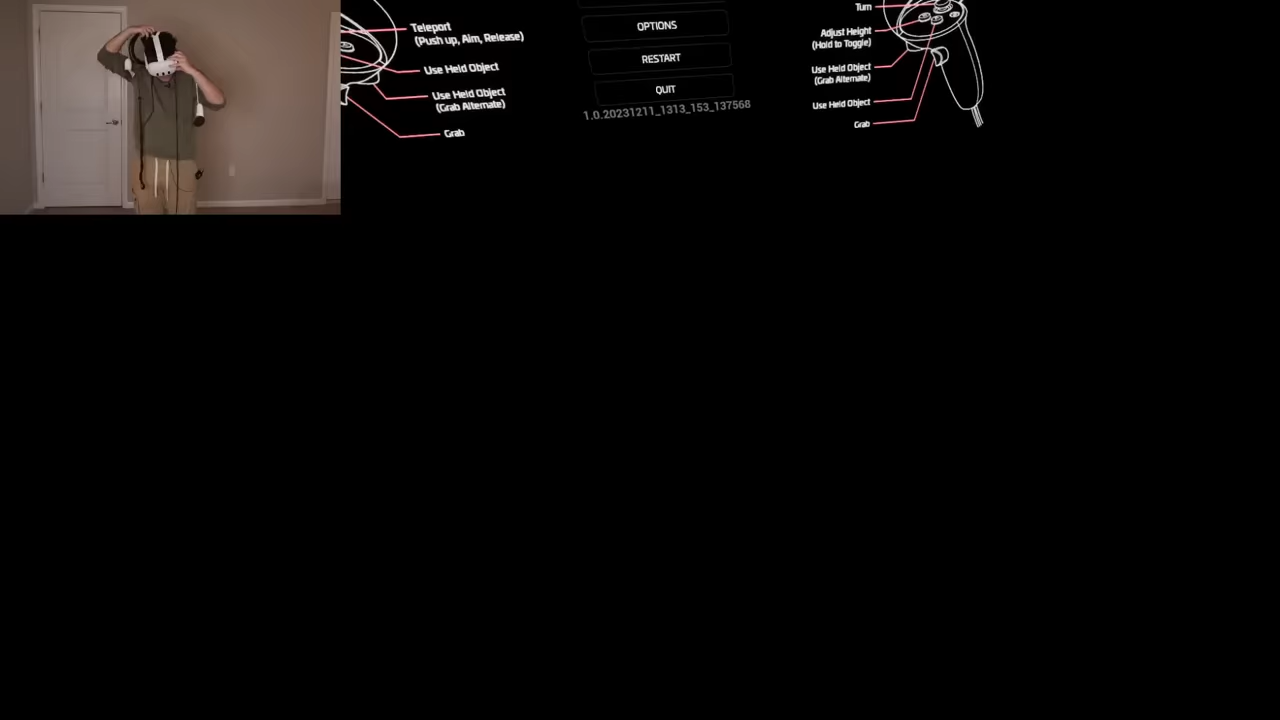 Teleport
(Push up, Aim, Release)
Use Held Object
Use Held Object
(Grab Alternate)
Grab
OPTIONS
RESTART
QUIT
1.0.20231211_1313_153_137568
Turn
Adjust Height
(Hold to Toggle)
Use Held Object
(Grab Alternate)
Use Held Object
Grab